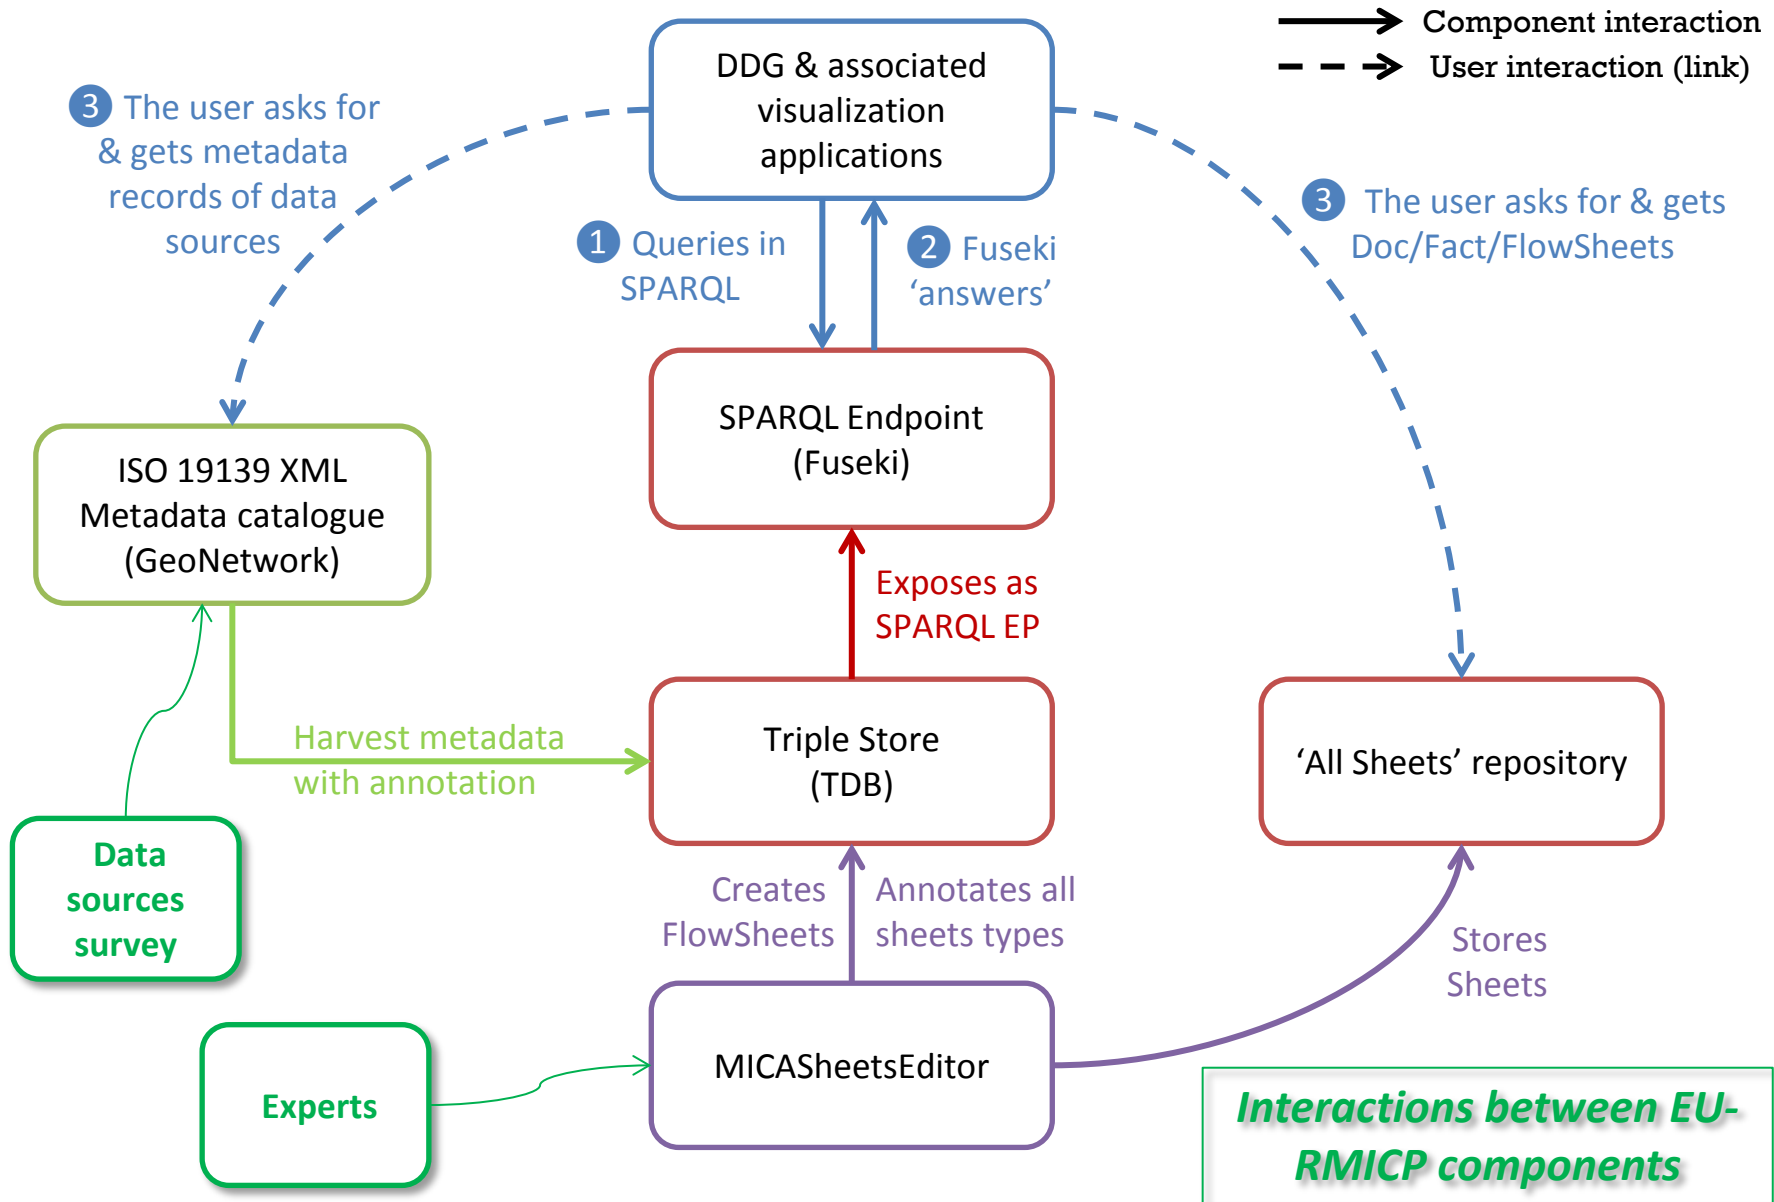 Component interaction
User interaction (link)
DDG & associated
visualization
applications
3 The user asks for
& gets metadata
records of data
sources
1 Queries in
SPARQL
2 Fuseki
‘answers’
3 The user asks for & gets
Doc/Fact/FlowSheets
SPARQL Endpoint
(Fuseki)
ISO 19139 XML
Metadata catalogue
(GeoNetwork)
Exposes as
SPARQL EP
Harvest metadata
with annotation
Triple Store
(TDB)
‘All Sheets’ repository
Data
sources
survey
Creates
FlowSheets
Annotates all
sheets types
Stores
Sheets
MICASheetsEditor
Experts
Interactions between EU-
RMICP components